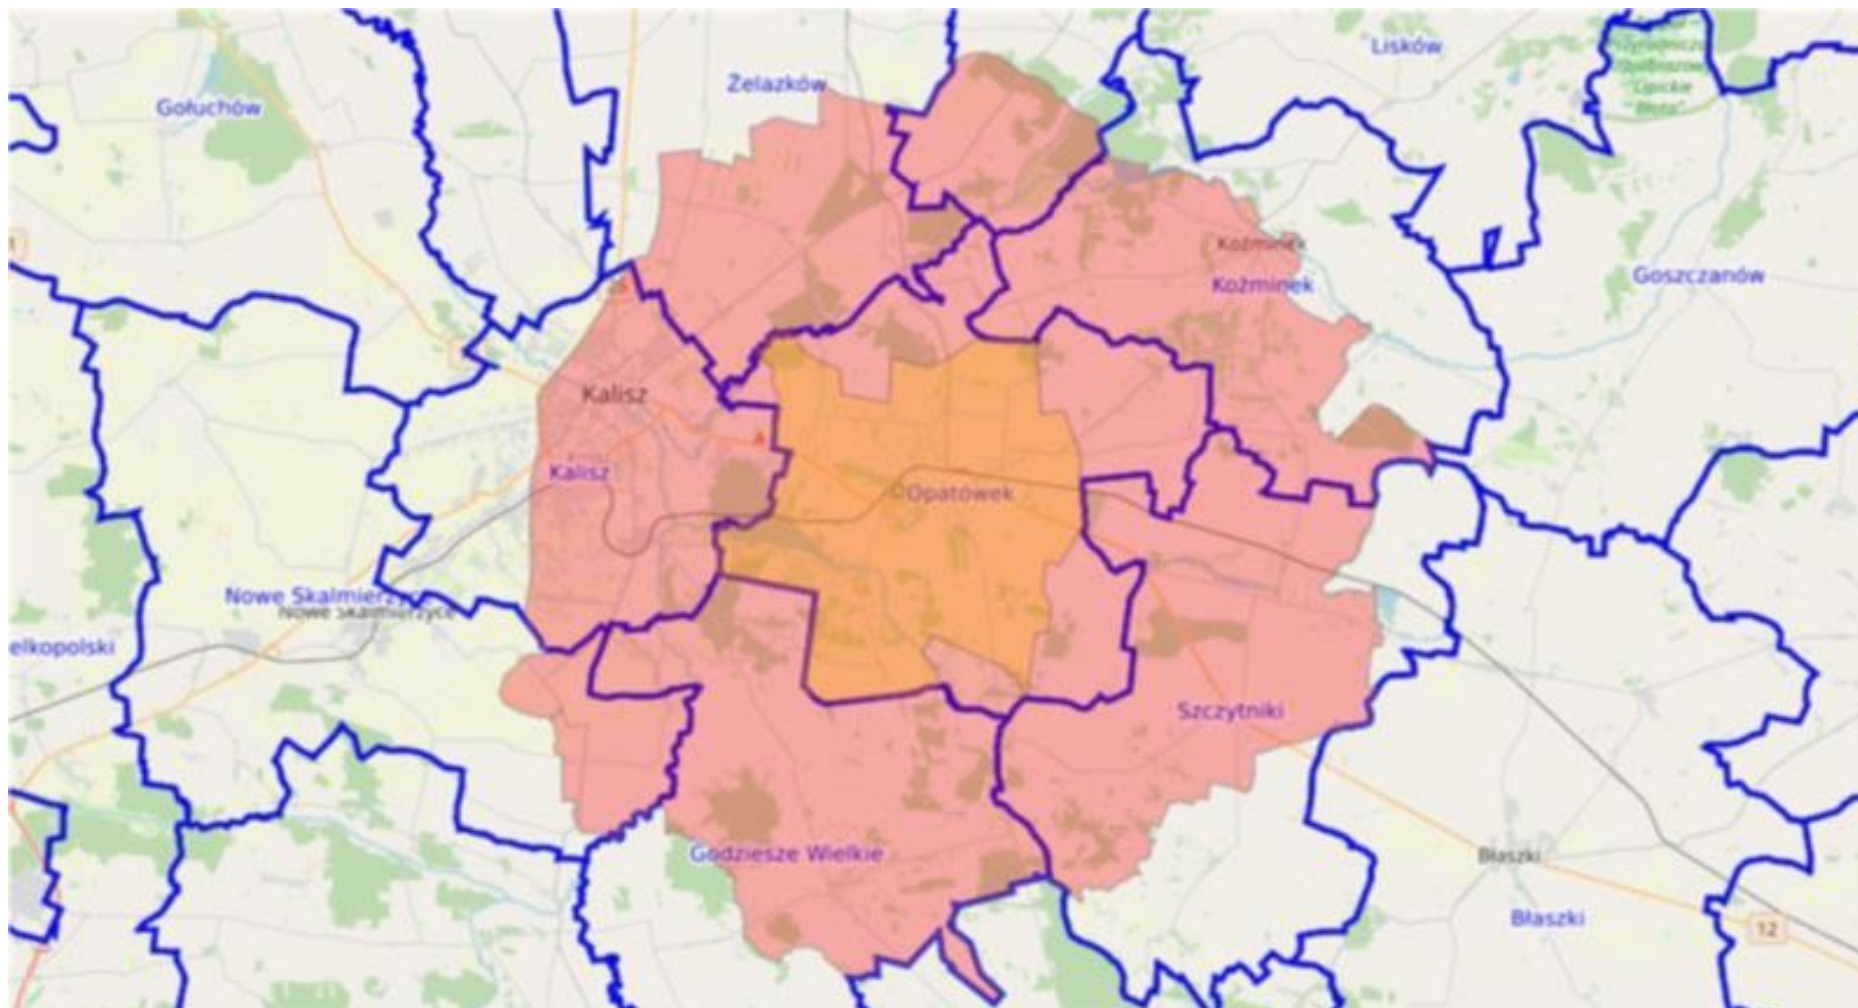 Lisków
Żelazków
Gołuchów
Koźminek
Goszczanów
Koźminek
25
Kalisz
Kalisz
Opatówek
Nowe Skalmierzyce
Nowe Skalmierzyce
elkopolski
Szczytniki
Godziesze Wielkie
Błaszki
Błaszki
12